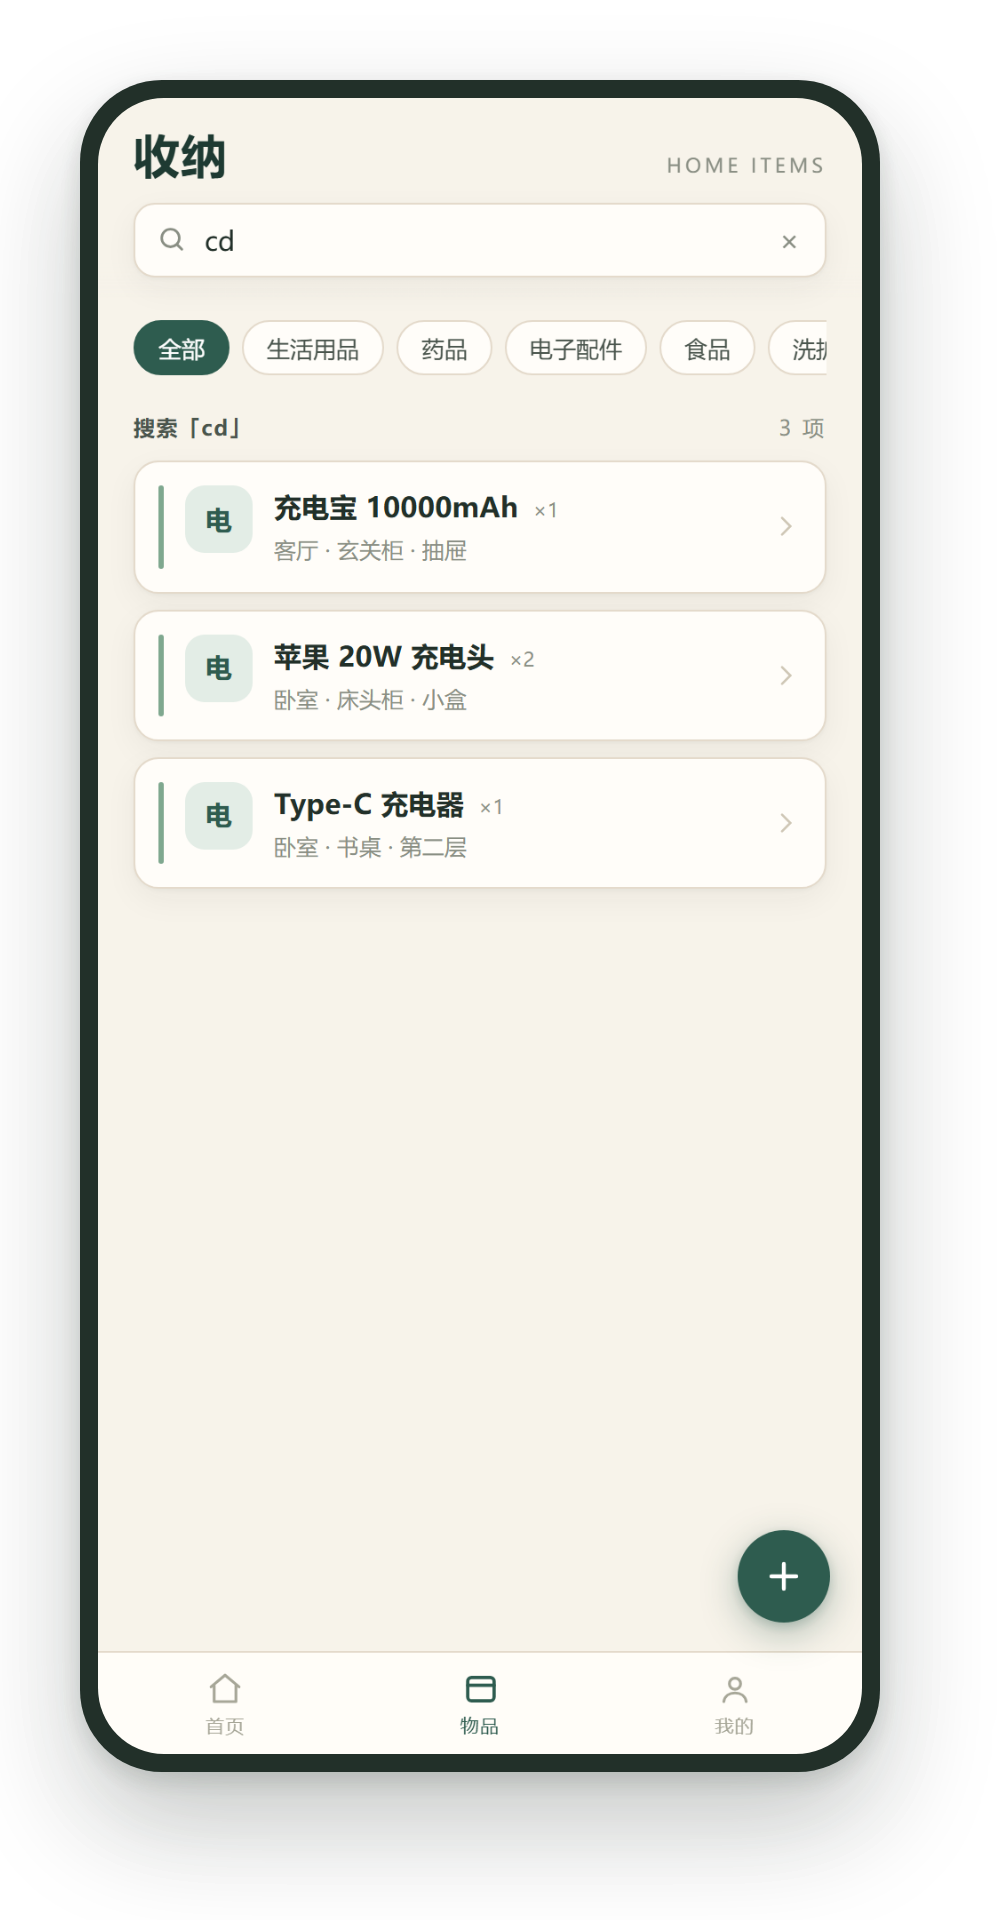 收纳
HOME ITEMS
cd ×
全部 生活用品 药品 电子配件 食品 洗护
搜索「cd」 3 项
电 充电宝 10000mAh ×1
客厅 · 玄关柜 · 抽屉
电 苹果 20W 充电头 ×2
卧室 · 床头柜 · 小盒
电 Type-C 充电器 ×1
卧室 · 书桌 · 第二层
首页 物品 我的